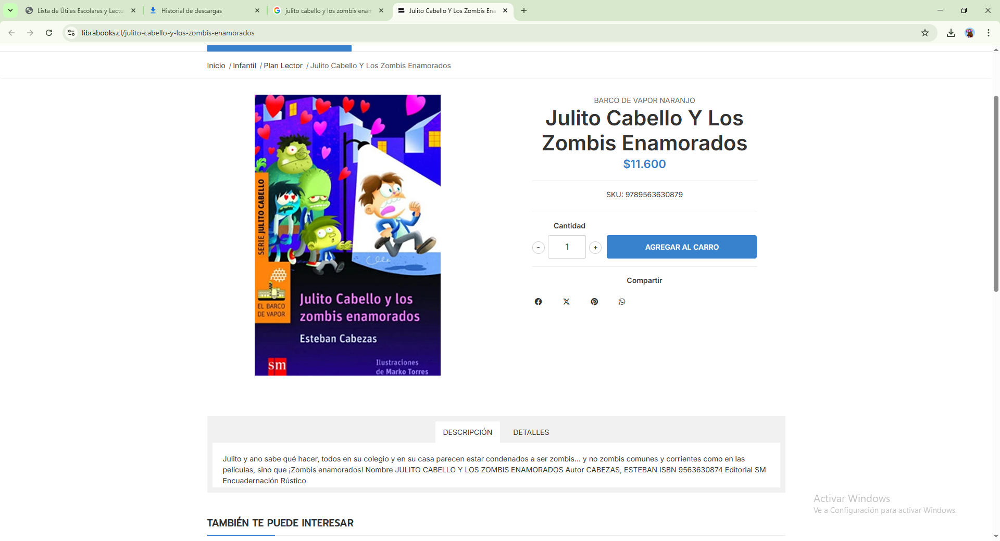 Lista de Útiles Escolares y Lectu
Historial de descargas
julito cabello y los zombis enam
Julito Cabello Y Los Zombis Ena
librabooks.cl/julito-cabello-y-los-zombis-enamorados
Inicio / Infantil / Plan Lector / Julito Cabello Y Los Zombis Enamorados
SERIE JULITO CABELLO
EL BARCO
DE VAPOR
Julito Cabello y los
zombis enamorados
Esteban Cabezas
sm
Ilustraciones
de Marko Torres
BARCO DE VAPOR NARANJO
Julito Cabello Y Los
Zombis Enamorados
$11.600
SKU: 9789563630879
Cantidad
- 1 + AGREGAR AL CARRO
Compartir
DESCRIPCIÓN DETALLES
Julito y ano sabe qué hacer, todos en su colegio y en su casa parecen estar condenados a ser zombis... y no zombis comunes y corrientes como en las
películas, sino que ¡Zombis enamorados! Nombre JULITO CABELLO Y LOS ZOMBIS ENAMORADOS Autor CABEZAS, ESTEBAN ISBN 9563630874 Editorial SM
Encuadernación Rústico
Activar Windows
Ve a Configuración para activar Windows.
TAMBIÉN TE PUEDE INTERESAR